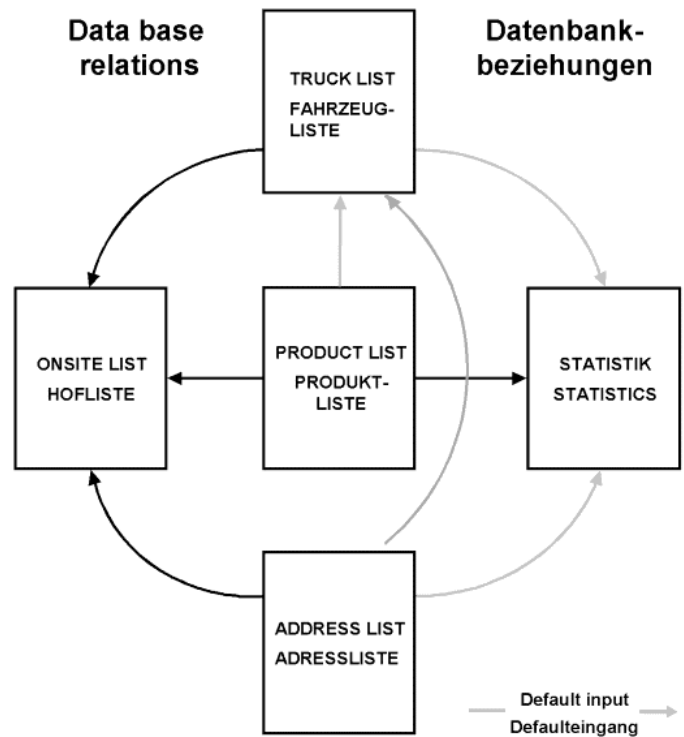 Data base
relations
Datenbank-
beziehungen
TRUCK LIST
FAHRZEUG-
LISTE
ONSITE LIST
HOFLISTE
PRODUCT LIST
PRODUKT-
LISTE
STATISTIK
STATISTICS
ADDRESS LIST
ADRESSLISTE
Default input
Defaulteingang